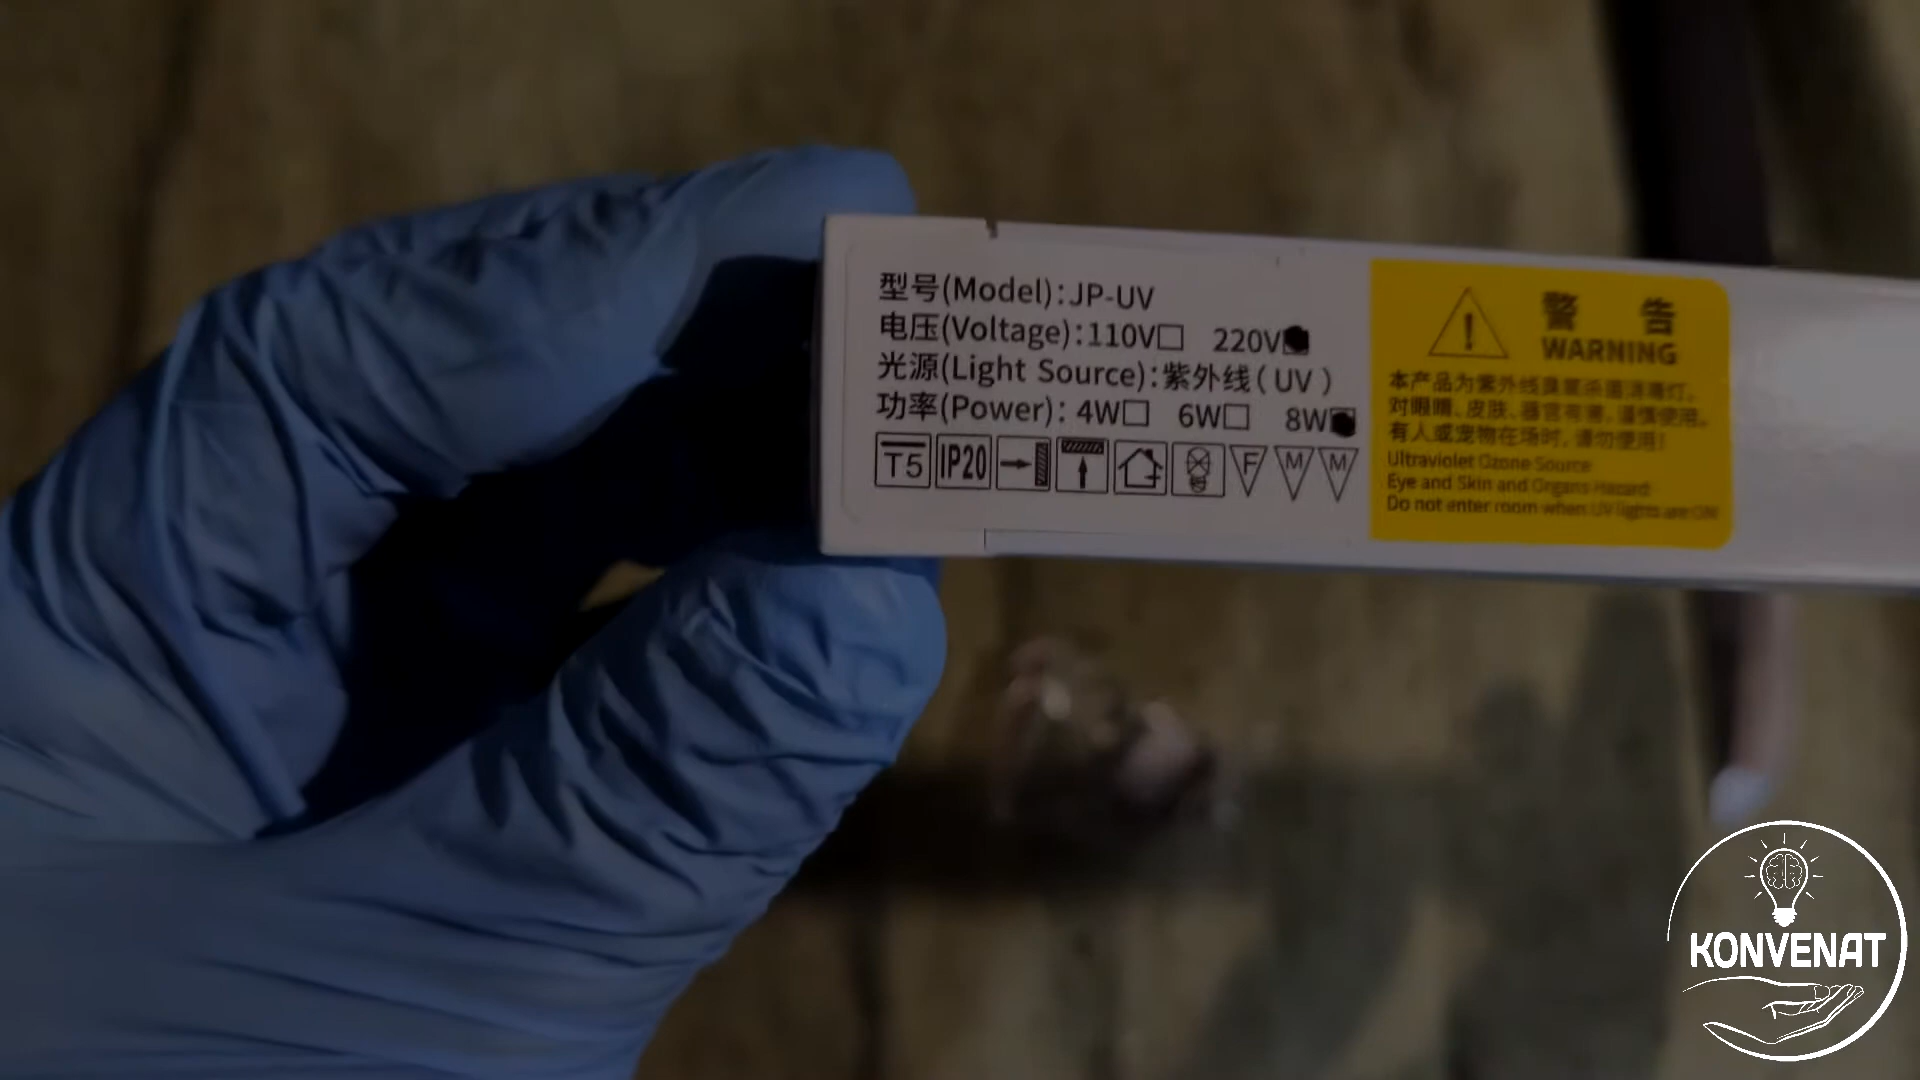 型号(Model):JP-UV
电压(Voltage):110V□ 220V■
光源(Light Source):紫外线(UV)
功率(Power): 4W□ 6W□ 8W■
T5 IP20 F M M
警 告
WARNING
本产品为紫外线臭氧杀菌消毒灯。
对眼睛、皮肤、器官有害,谨慎使用。
有人或宠物在场时,请勿使用!
Ultraviolet Ozone Source
Eye and Skin and Organs Hazard
Do not enter room when UV lights are ON
KONVENAT